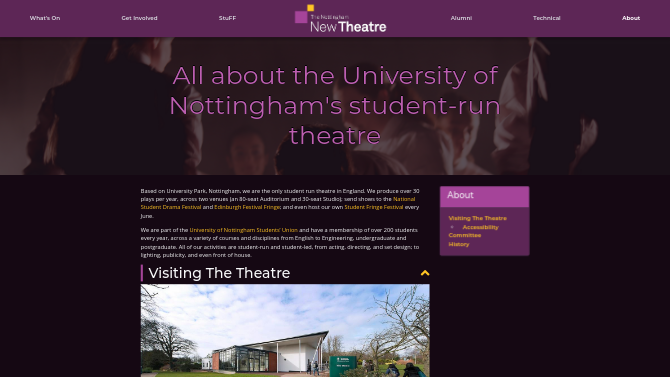 What's On
Get Involved
StuFF
The Nottingham
New Theatre
Alumni
Technical
About
All about the University of
Nottingham's student-run
theatre
Based on University Park, Nottingham, we are the only student run theatre in England. We produce over 30
plays per year, across two venues (an 80-seat Auditorium and 30-seat Studio); send shows to the National
Student Drama Festival and Edinburgh Festival Fringe; and even host our own Student Fringe Festival every
June.
We are part of the University of Nottingham Students' Union and have a membership of over 200 students
every year, across a variety of courses and disciplines from English to Engineering, undergraduate and
postgraduate. All of our activities are student-run and student-led, from acting, directing, and set design; to
lighting, publicity, and even front of house.
Visiting The Theatre
About
Visiting The Theatre
Accessibility
Committee
History